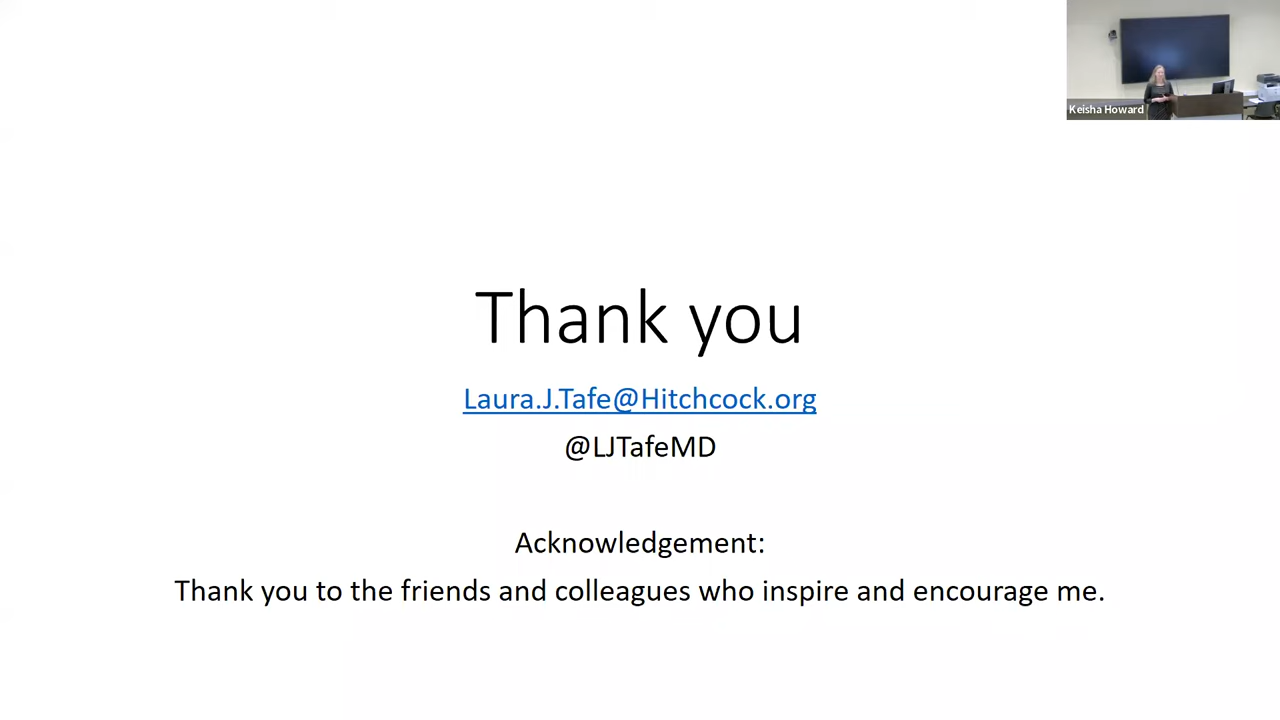 Keisha Howard
Thank you
Laura.J.Tafe@Hitchcock.org
@LJTafeMD
Acknowledgement:
Thank you to the friends and colleagues who inspire and encourage me.